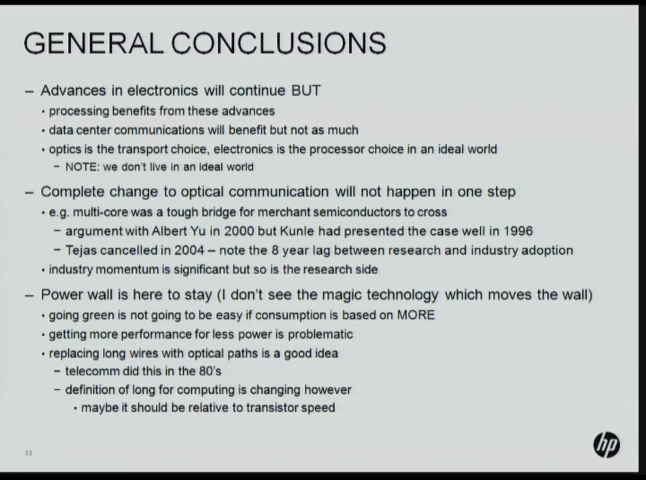 GENERAL CONCLUSIONS
– Advances in electronics will continue BUT
• processing benefits from these advances
• data center communications will benefit but not as much
• optics is the transport choice, electronics is the processor choice in an ideal world
– NOTE: we don't live in an ideal world
– Complete change to optical communication will not happen in one step
• e.g. multi-core was a tough bridge for merchant semiconductors to cross
– argument with Albert Yu in 2000 but Kunle had presented the case well in 1996
– Tejas cancelled in 2004 – note the 8 year lag between research and industry adoption
• industry momentum is significant but so is the research side
– Power wall is here to stay (I don't see the magic technology which moves the wall)
• going green is not going to be easy if consumption is based on MORE
• getting more performance for less power is problematic
• replacing long wires with optical paths is a good idea
– telecomm did this in the 80's
– definition of long for computing is changing however
• maybe it should be relative to transistor speed
33
hp